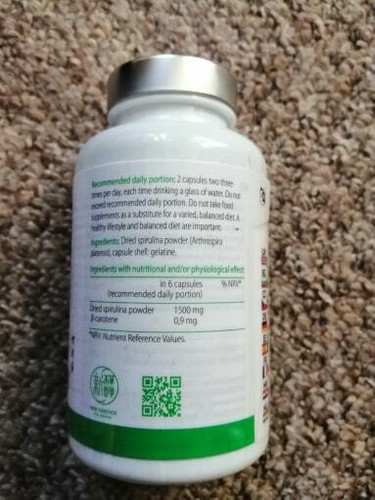 Recommended daily portion: 2 capsules two three
times per day, each time drinking a glass of water. Do not
exceed recommended daily portion. Do not take food
supplements as a substitute for a varied, balanced diet. A
healthy lifestyle and balanced diet are important.
Ingredients: Dried spirulina powder (Arthrospira
platensis), capsule shell: gelatine.
Ingredients with nutritional and/or physiological effect:
in 6 capsules % NRV*
(recommended daily portion)
Dried spirulina powder 1500 mg
β-carotene 0,9 mg
*NRV: Nutrient Reference Values.